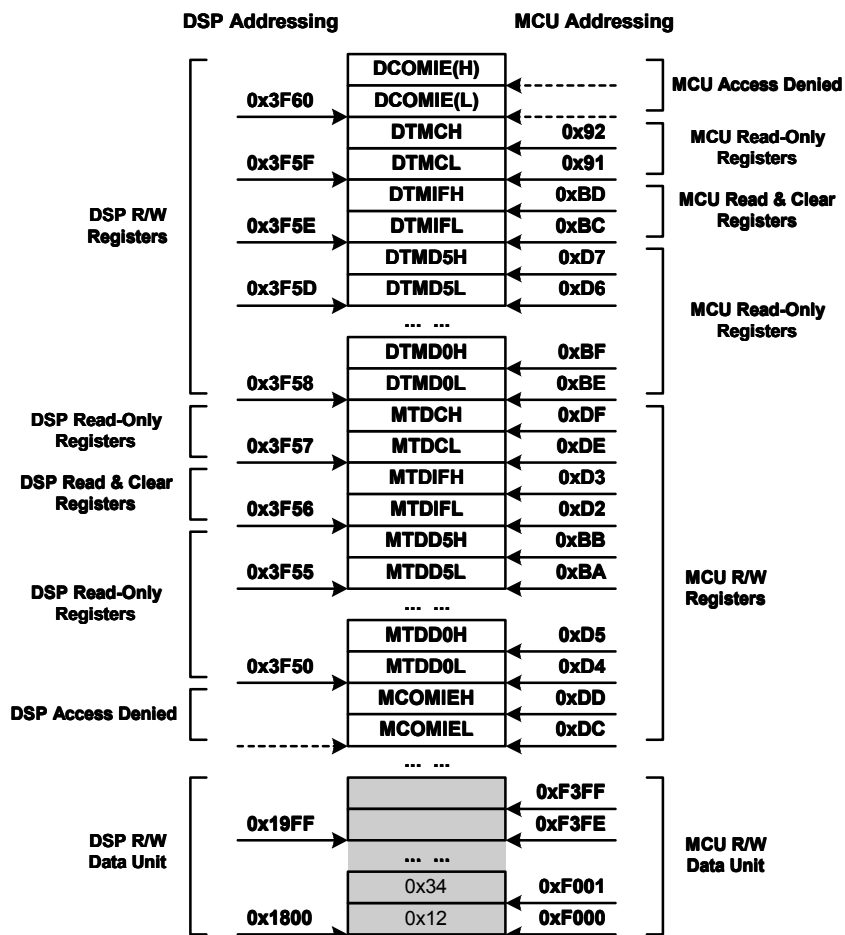 DSP Addressing MCU Addressing
DCOMIE(H)
MCU Access Denied
0x3F60 DCOMIE(L)
DTMCH 0x92
MCU Read-Only
Registers
0x3F5F DTMCL 0x91
DTMIFH 0xBD
MCU Read & Clear
Registers
DSP R/W
Registers
0x3F5E DTMIFL 0xBC
DTMD5H 0xD7
0x3F5D DTMD5L 0xD6
MCU Read-Only
Registers
... ...
DTMD0H 0xBF
0x3F58 DTMD0L 0xBE
DSP Read-Only
Registers
MTDCH 0xDF
0x3F57 MTDCL 0xDE
DSP Read & Clear
Registers
MTDIFH 0xD3
0x3F56 MTDIFL 0xD2
MTDD5H 0xBB
0x3F55 MTDD5L 0xBA
DSP Read-Only
Registers
MCU R/W
Registers
... ...
MTDD0H 0xD5
0x3F50 MTDD0L 0xD4
MCOMIEH 0xDD
DSP Access Denied
MCOMIEL 0xDC
... ...
0xF3FF
0x19FF 0xF3FE
DSP R/W
Data Unit
MCU R/W
Data Unit
... ...
0x34 0xF001
0x1800 0x12 0xF000